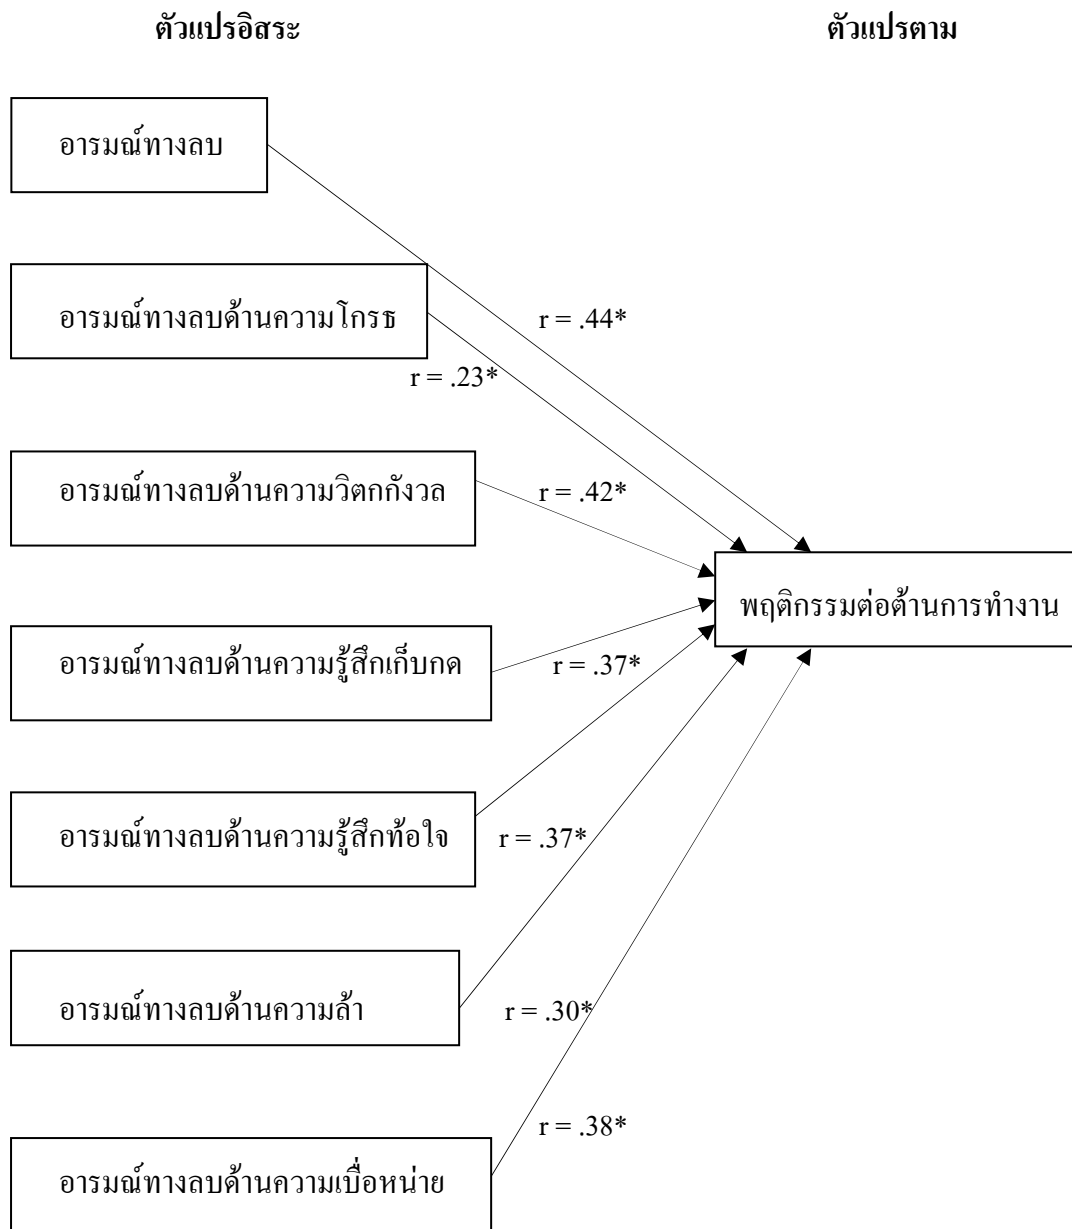 ตัวแปรอิสระ
ตัวแปรตาม
อารมณ์ทางลบ
อารมณ์ทางลบด้านความโกรธ
r = .44*
r = .23*
อารมณ์ทางลบด้านความวิตกกังวล
r = .42*
พฤติกรรมต่อต้านการทำงาน
อารมณ์ทางลบด้านความรู้สึกเก็บกด
r = .37*
อารมณ์ทางลบด้านความรู้สึกท้อใจ
r = .37*
อารมณ์ทางลบด้านความล้า
r = .30*
r = .38*
อารมณ์ทางลบด้านความเบื่อหน่าย